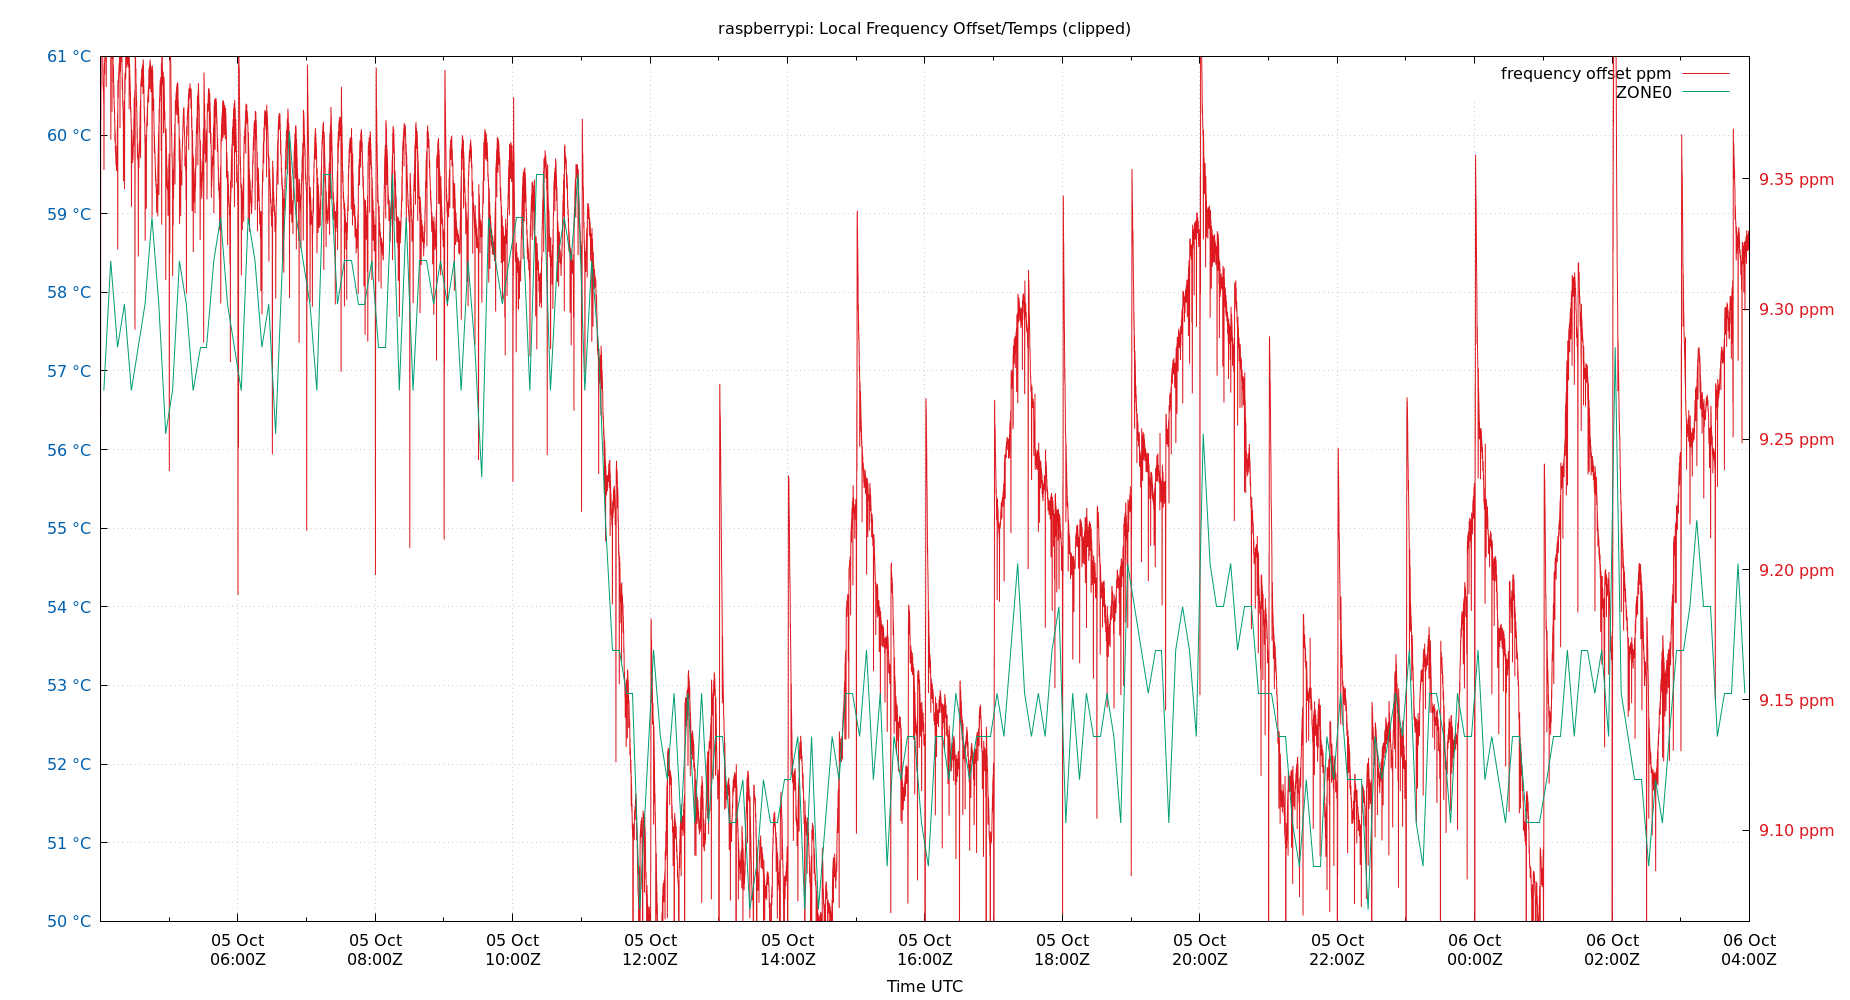 raspberrypi: Local Frequency Offset/Temps (clipped)
61 °C
60 °C
59 °C
58 °C
57 °C
56 °C
55 °C
54 °C
53 °C
52 °C
51 °C
50 °C
frequency offset ppm
ZONE0
9.35 ppm
9.30 ppm
9.25 ppm
9.20 ppm
9.15 ppm
9.10 ppm
05 Oct 05 Oct 05 Oct 05 Oct 05 Oct 05 Oct 05 Oct 05 Oct 05 Oct 06 Oct 06 Oct 06 Oct
06:00Z 08:00Z 10:00Z 12:00Z 14:00Z 16:00Z 18:00Z 20:00Z 22:00Z 00:00Z 02:00Z 04:00Z
Time UTC